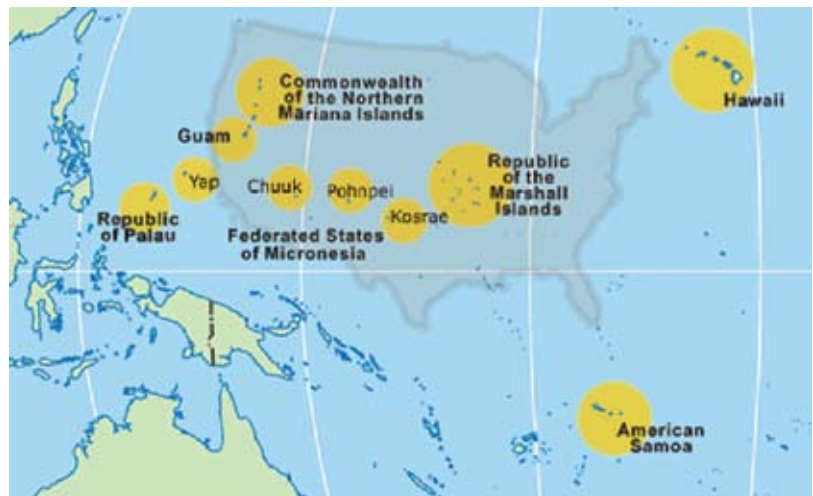 Commonwealth
of the Northern
Mariana Islands
Hawaii
Guam
Yap
Chuuk
Pohnpei
Republic
of the
Marshall
Islands
Kosrae
Republic
of Palau
Federated States
of Micronesia
American
Samoa